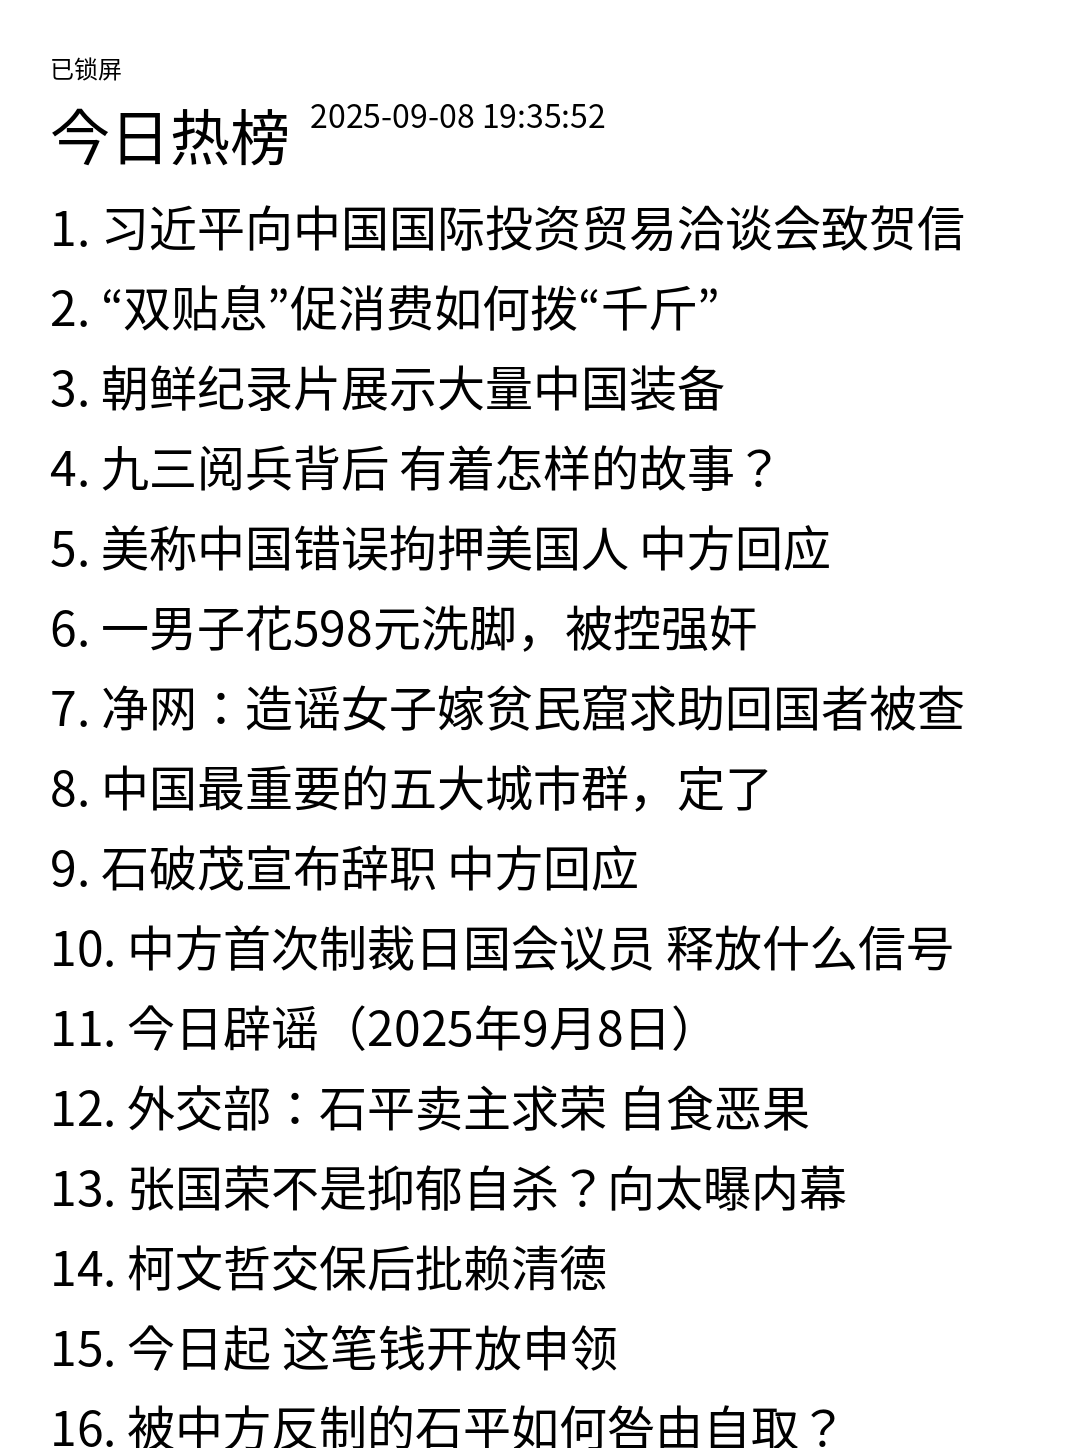 已锁屏
今日热榜 2025-09-08 19:35:52
1. 习近平向中国国际投资贸易洽谈会致贺信
2. “双贴息”促消费如何拨“千斤”
3. 朝鲜纪录片展示大量中国装备
4. 九三阅兵背后 有着怎样的故事？
5. 美称中国错误拘押美国人 中方回应
6. 一男子花598元洗脚，被控强奸
7. 净网：造谣女子嫁贫民窟求助回国者被查
8. 中国最重要的五大城市群，定了
9. 石破茂宣布辞职 中方回应
10. 中方首次制裁日国会议员 释放什么信号
11. 今日辟谣（2025年9月8日）
12. 外交部：石平卖主求荣 自食恶果
13. 张国荣不是抑郁自杀？向太曝内幕
14. 柯文哲交保后批赖清德
15. 今日起 这笔钱开放申领
16. 被中方反制的石平如何咎由自取？